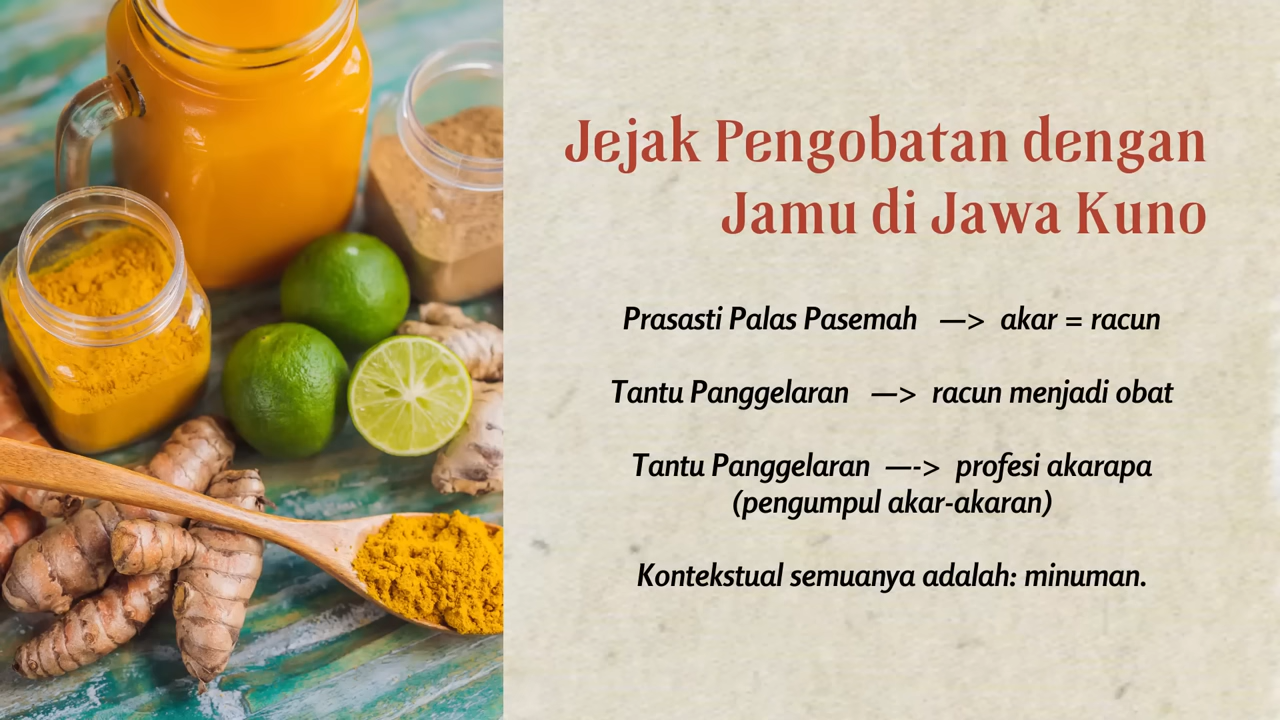 Jejak Pengobatan dengan
Jamu di Jawa Kuno
Prasasti Palas Pasemah —> akar = racun
Tantu Panggelaran —> racun menjadi obat
Tantu Panggelaran —-> profesi akarapa
(pengumpul akar-akaran)
Kontekstual semuanya adalah: minuman.